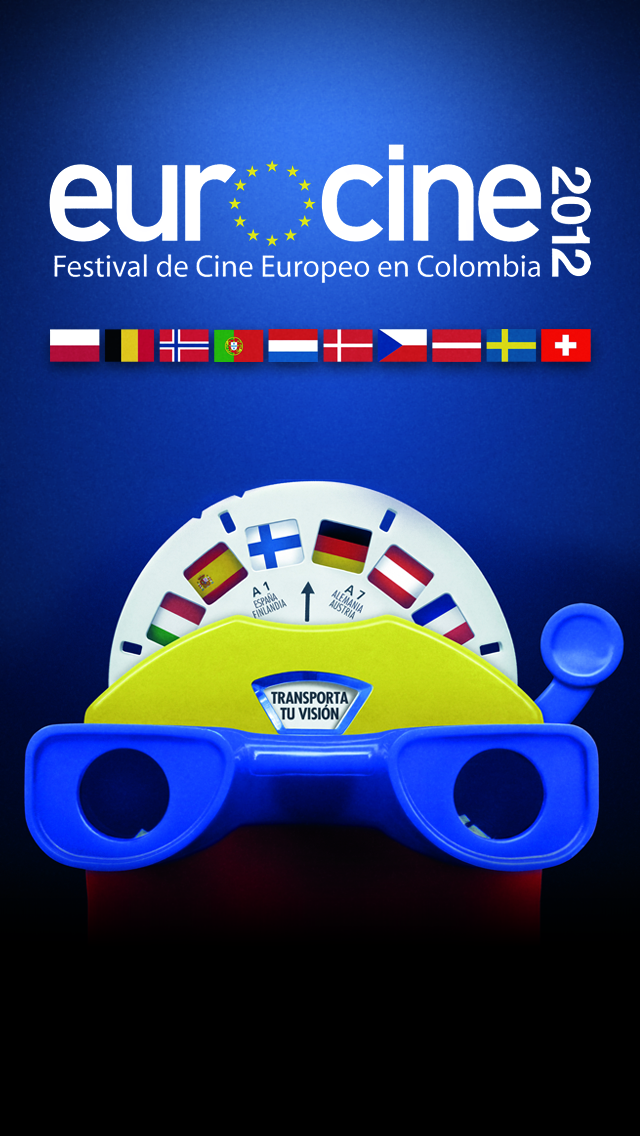 eurocine 2012
Festival de Cine Europeo en Colombia
A 1
ESPAÑA
FINLANDIA
A 7
ALEMANIA
AUSTRIA
TRANSPORTA
TU VISIÓN